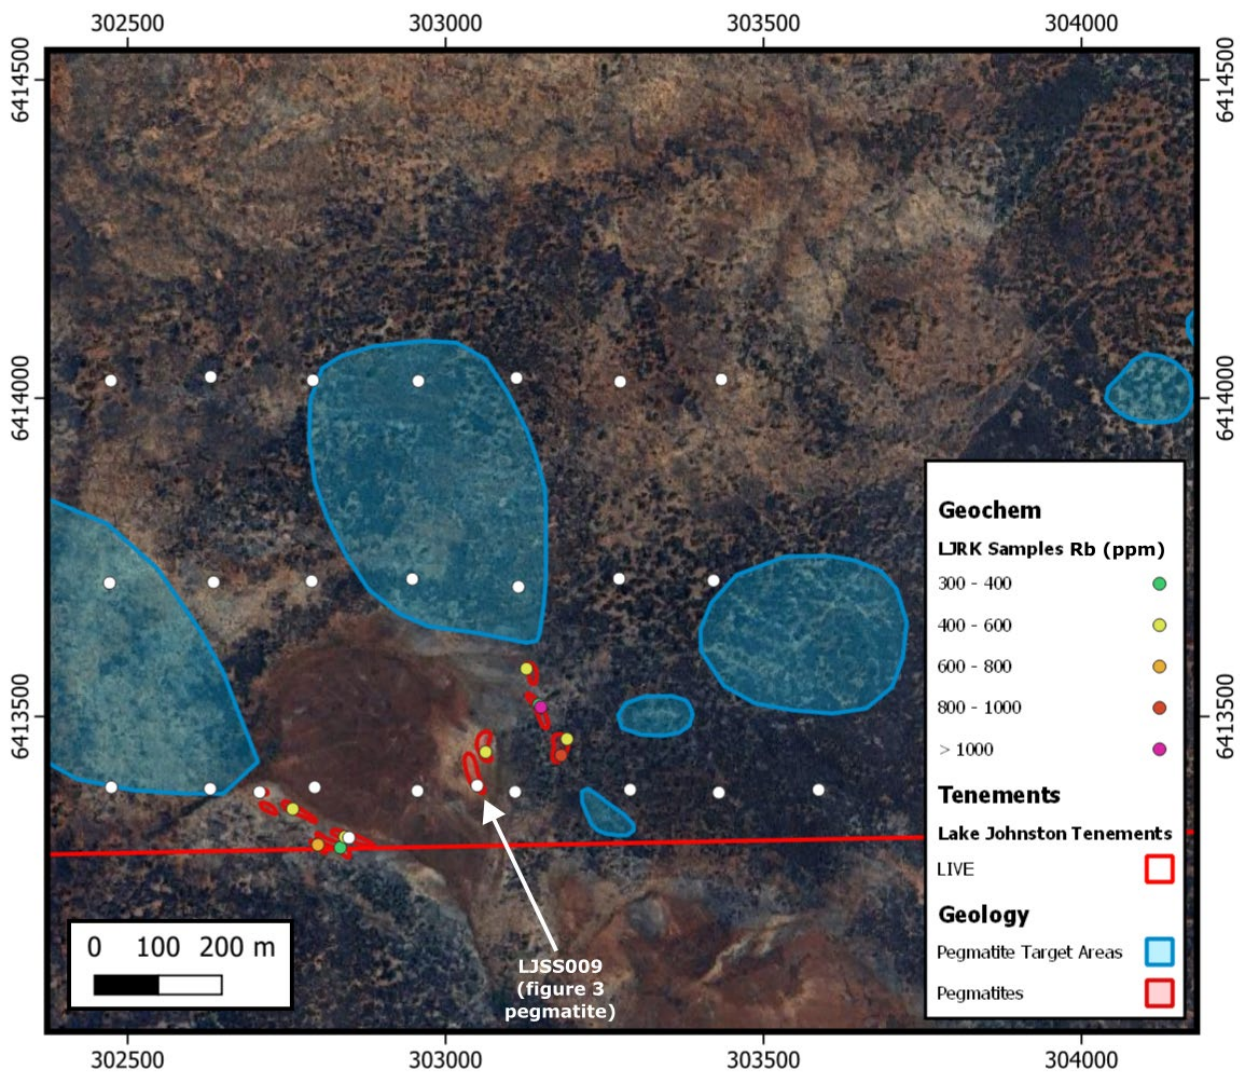 302500 303000 303500 304000
6414500 6414500
6414000 6414000
6413500 6413500
Geochem
LJRK Samples Rb (ppm)
300 - 400
400 - 600
600 - 800
800 - 1000
> 1000
Tenements
Lake Johnston Tenements
LIVE
Geology
Pegmatite Target Areas
Pegmatites
0 100 200 m
LJSS009
(figure 3
pegmatite)
302500 303000 303500 304000